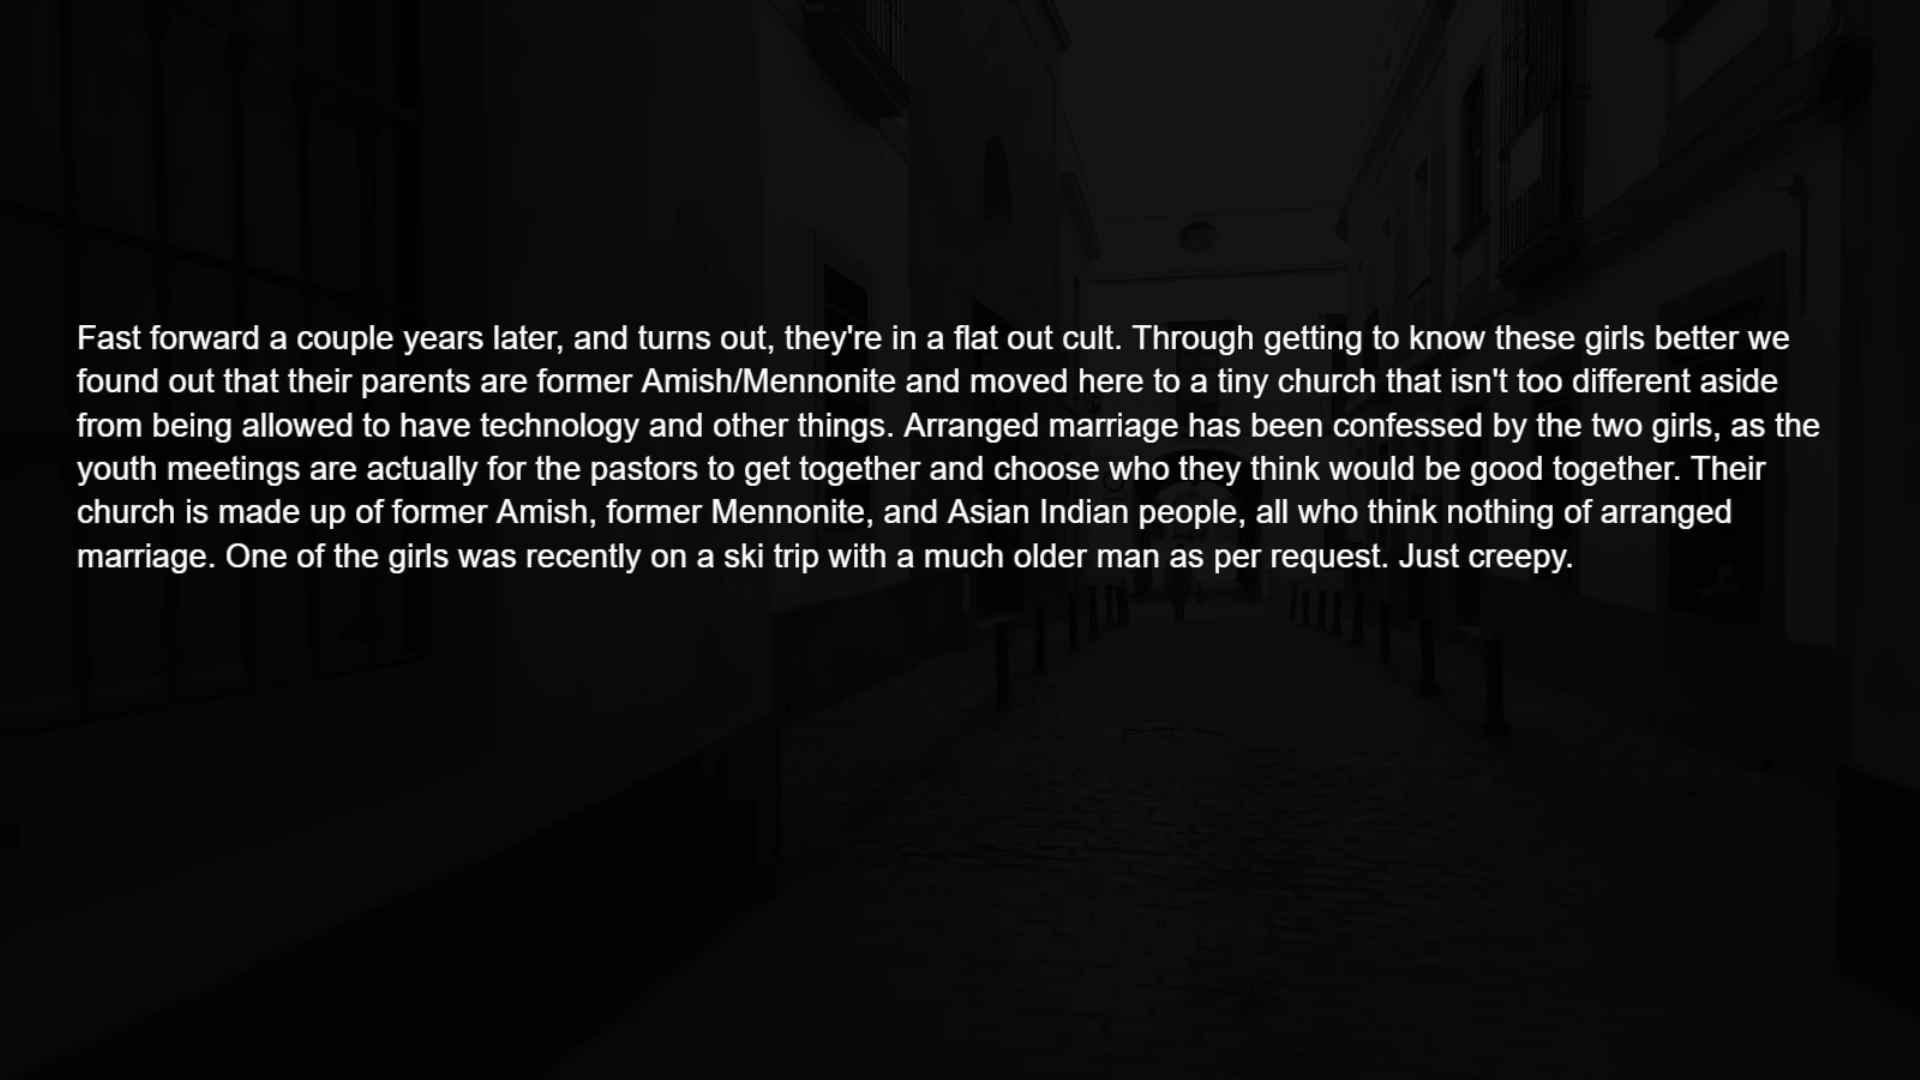 Fast forward a couple years later, and turns out, they're in a flat out cult. Through getting to know these girls better we
found out that their parents are former Amish/Mennonite and moved here to a tiny church that isn't too different aside
from being allowed to have technology and other things. Arranged marriage has been confessed by the two girls, as the
youth meetings are actually for the pastors to get together and choose who they think would be good together. Their
church is made up of former Amish, former Mennonite, and Asian Indian people, all who think nothing of arranged
marriage. One of the girls was recently on a ski trip with a much older man as per request. Just creepy.